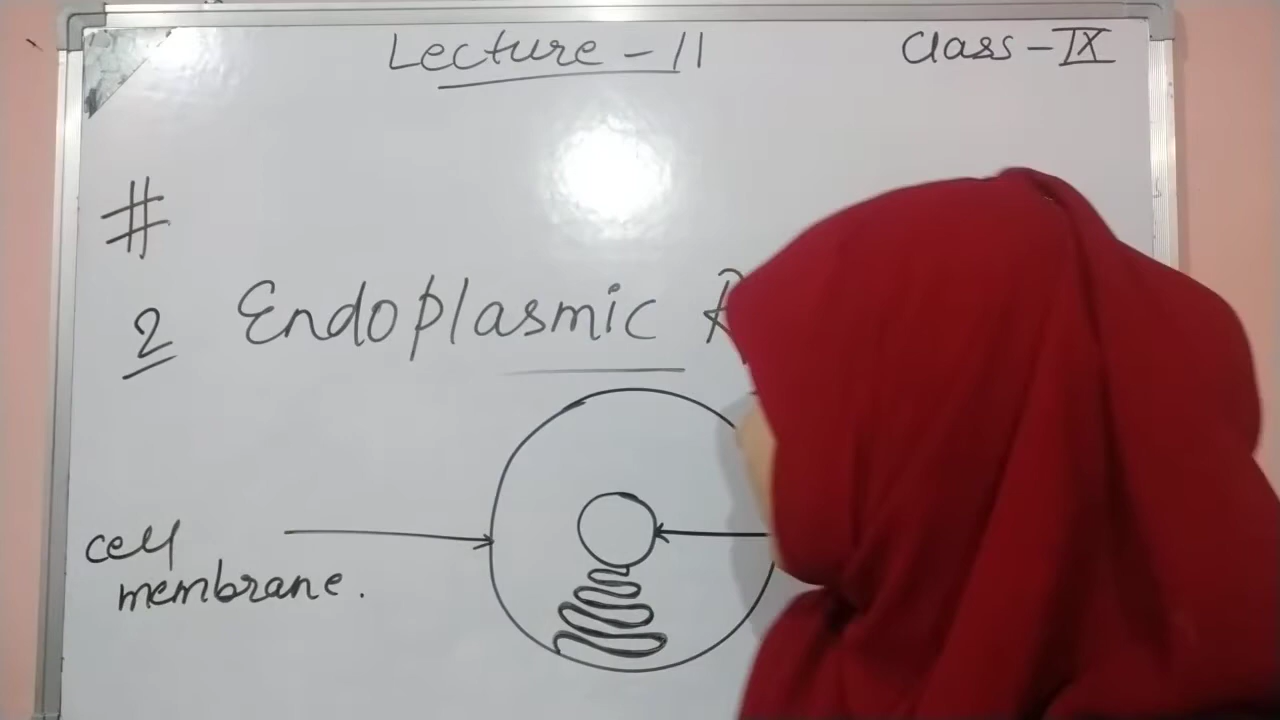 Lecture - 11
Class - IX
#
2 Endoplasmic
cell
membrane.